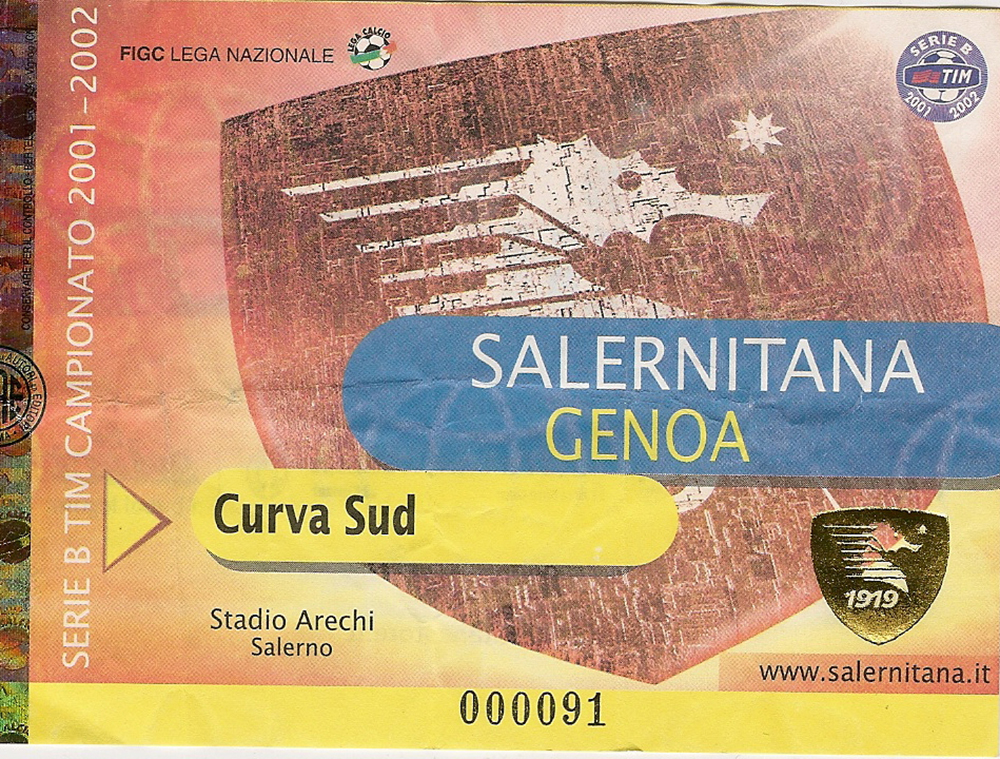 FIGC LEGA NAZIONALE
LEGA CALCIO
SERIE B
TIM
2001 2002
SERIE B TIM CAMPIONATO 2001-2002
SALERNITANA
GENOA
Curva Sud
Stadio Arechi
Salerno
1919
www.salernitana.it
000091